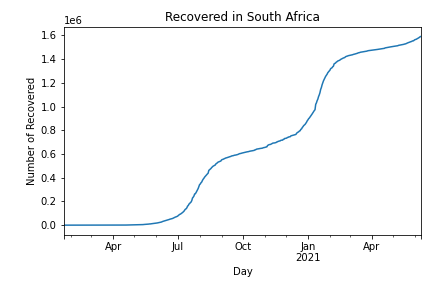 Recovered in South Africa
1e6
1.6
1.4
1.2
1.0
0.8
0.6
0.4
0.2
0.0
Number of Recovered
Apr
Jul
Oct
Jan
2021
Apr
Day